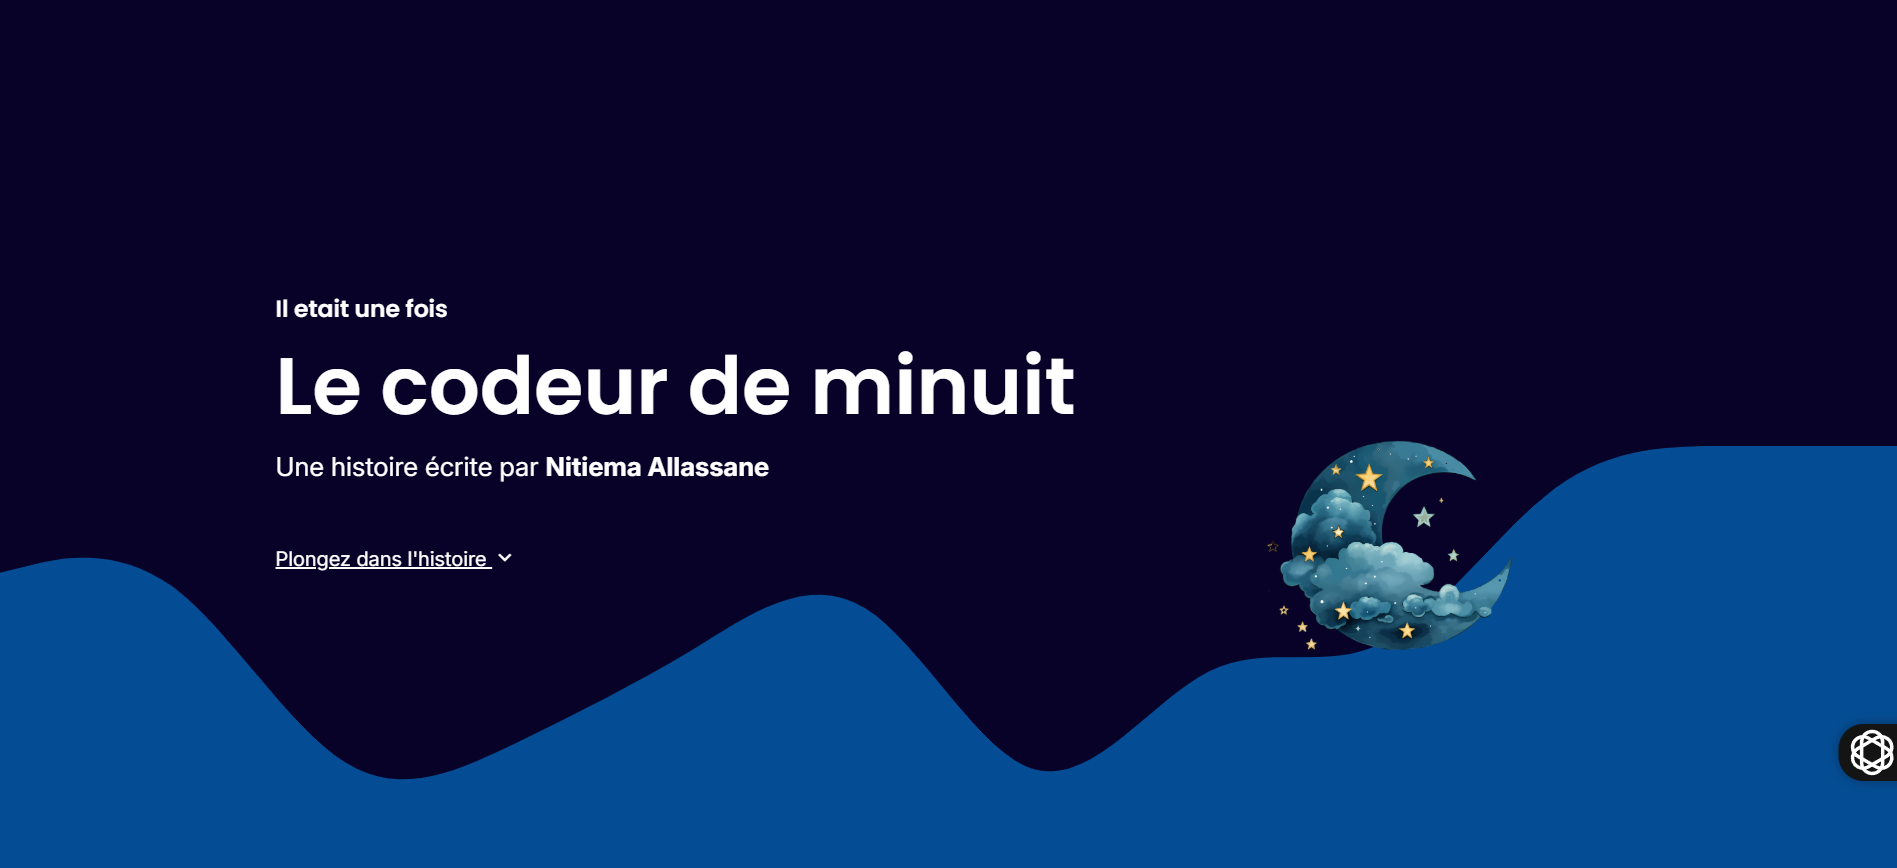 Il etait une fois
Le codeur de minuit
Une histoire écrite par Nitiema Allassane
Plongez dans l'histoire